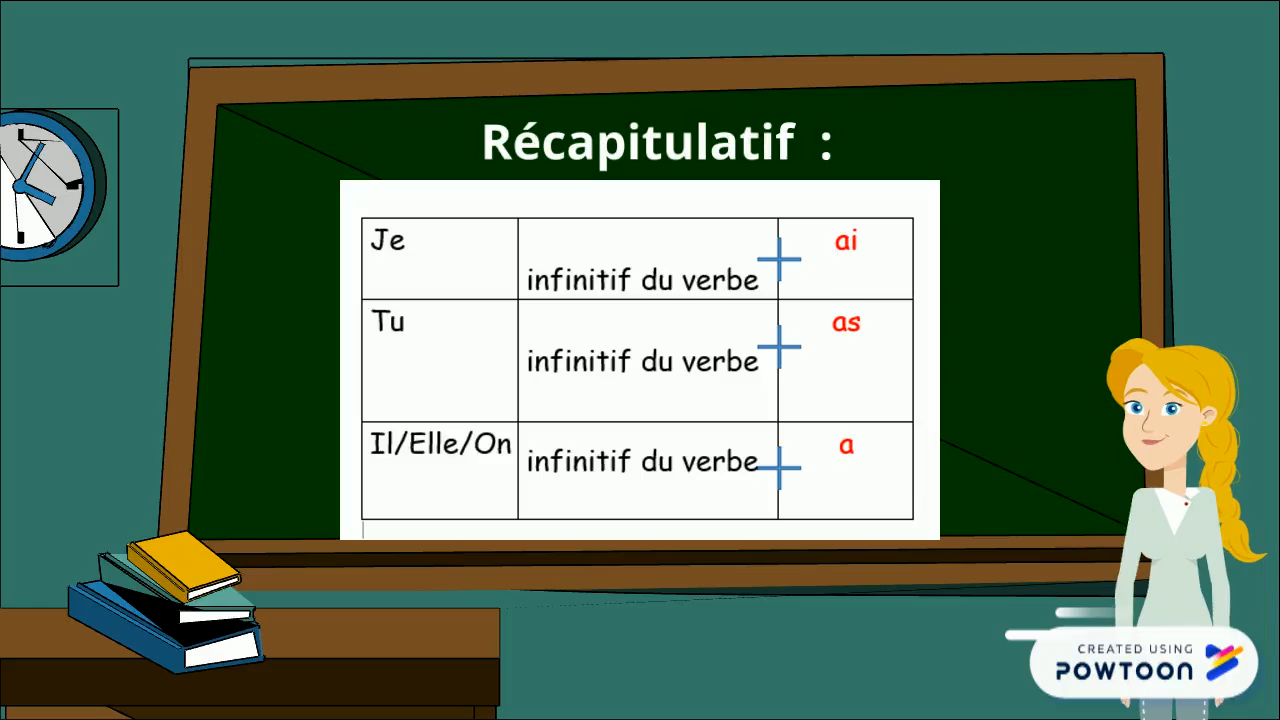 Récapitulatif :
Je
infinitif du verbe
ai
Tu
infinitif du verbe
as
Il/Elle/On
infinitif du verbe
a
CREATED USING
POWTOON